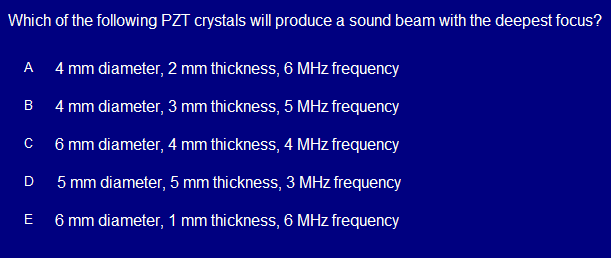 Which of the following PZT crystals will produce a sound beam with the deepest focus?
A 4 mm diameter, 2 mm thickness, 6 MHz frequency
B 4 mm diameter, 3 mm thickness, 5 MHz frequency
C 6 mm diameter, 4 mm thickness, 4 MHz frequency
D 5 mm diameter, 5 mm thickness, 3 MHz frequency
E 6 mm diameter, 1 mm thickness, 6 MHz frequency